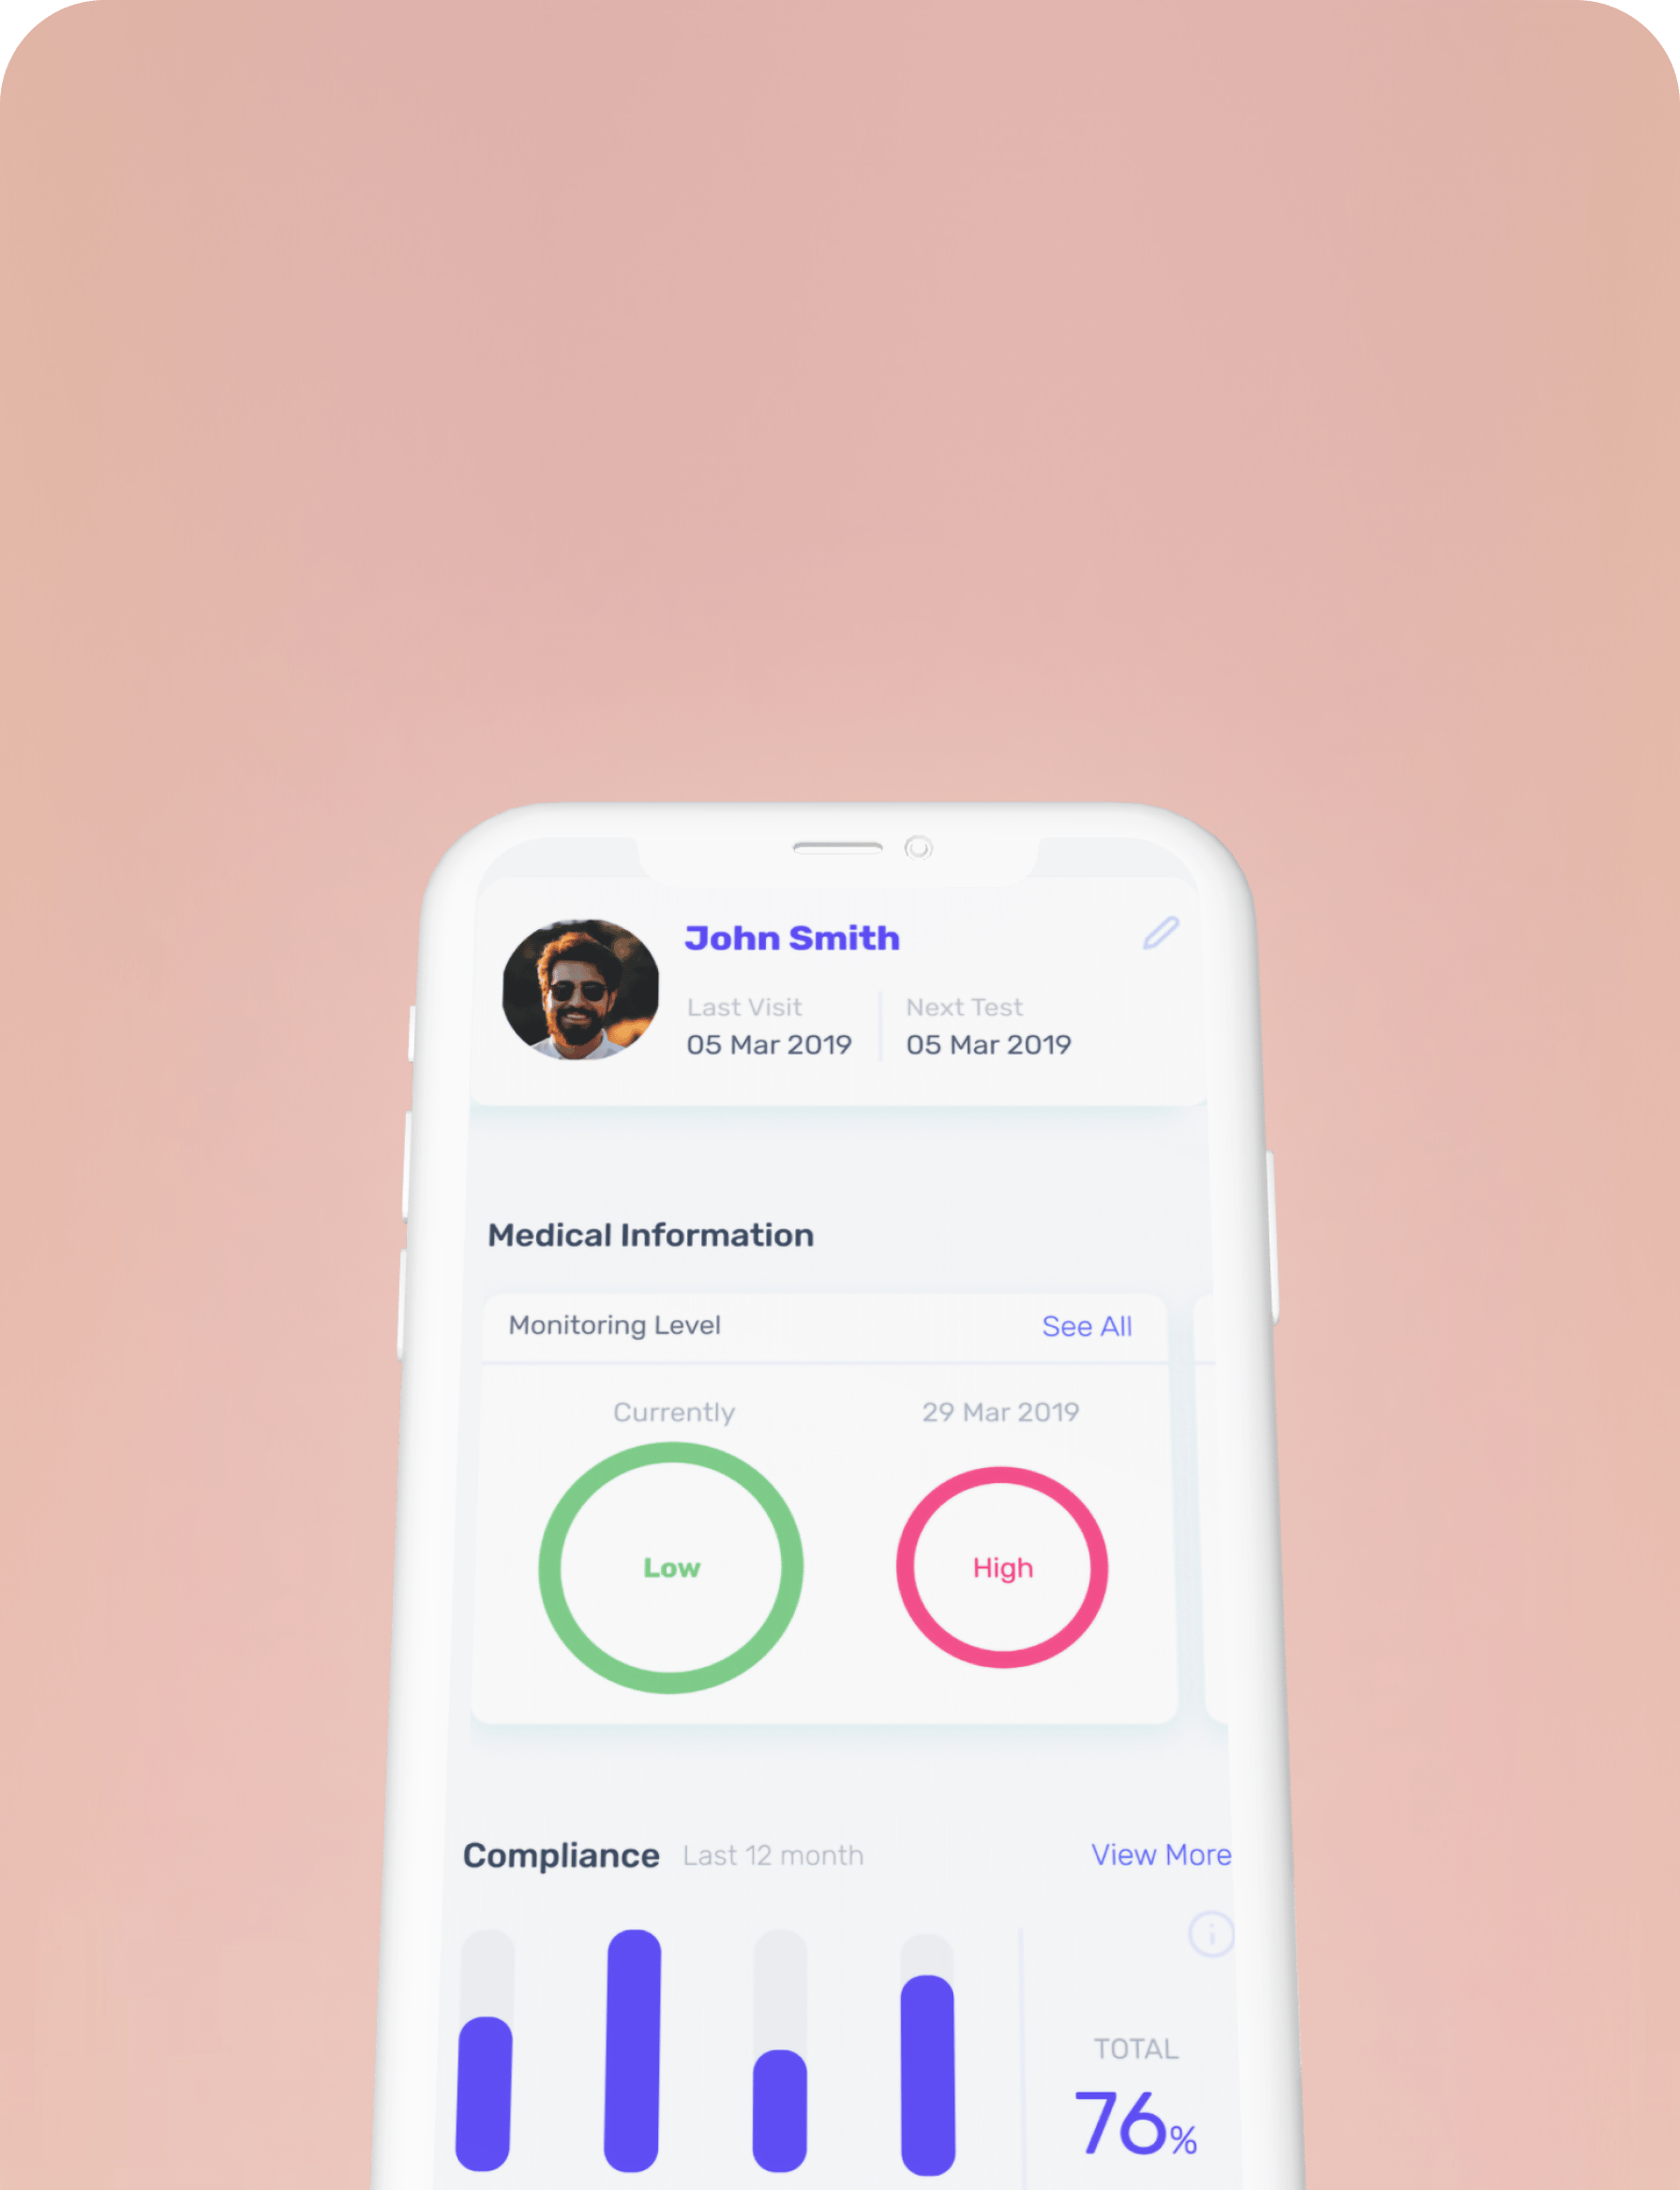 John Smith
Last Visit Next Test
05 Mar 2019 05 Mar 2019
Medical Information
Monitoring Level See All
Currently 29 Mar 2019
Low High
Compliance Last 12 month View More
TOTAL
76%